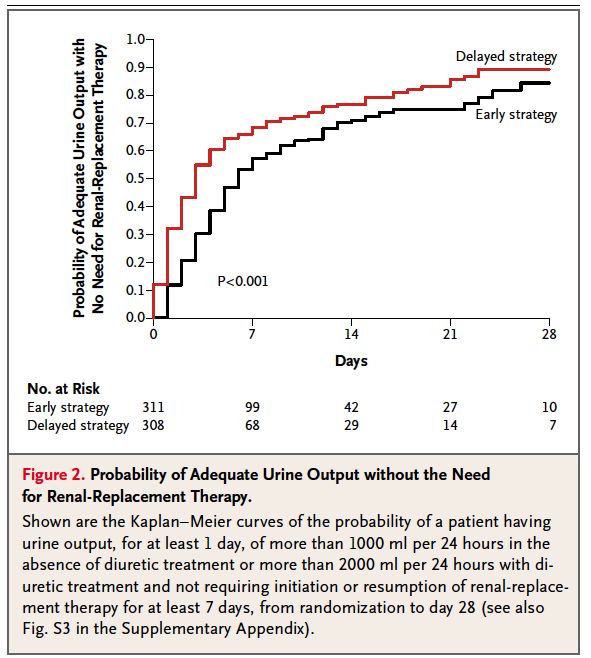 Probability of Adequate Urine Output with
No Need for Renal-Replacement Therapy
1.0
0.9
0.8
0.7
0.6
0.5
0.4
0.3
0.2
0.1
0.0
Delayed strategy
Early strategy
P<0.001
0 7 14 21 28
Days
No. at Risk
Early strategy 311 99 42 27 10
Delayed strategy 308 68 29 14 7
Figure 2. Probability of Adequate Urine Output without the Need
for Renal-Replacement Therapy.
Shown are the Kaplan–Meier curves of the probability of a patient having
urine output, for at least 1 day, of more than 1000 ml per 24 hours in the
absence of diuretic treatment or more than 2000 ml per 24 hours with di-
uretic treatment and not requiring initiation or resumption of renal-replace-
ment therapy for at least 7 days, from randomization to day 28 (see also
Fig. S3 in the Supplementary Appendix).